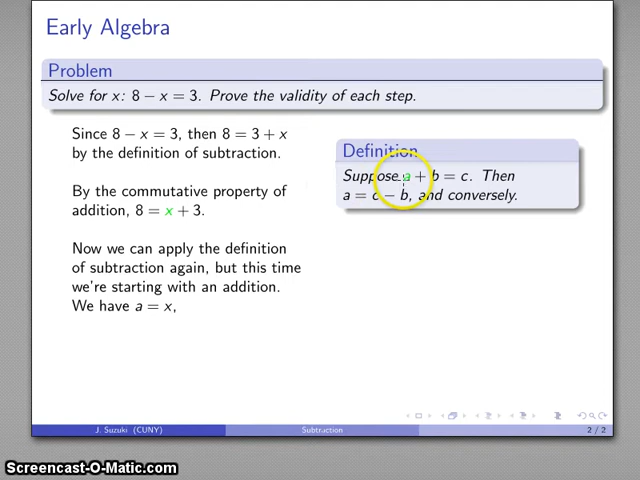 Early Algebra
Problem
Solve for x: 8 − x = 3. Prove the validity of each step.
Since 8 − x = 3, then 8 = 3 + x
by the definition of subtraction.
By the commutative property of
addition, 8 = x + 3.
Now we can apply the definition
of subtraction again, but this time
we're starting with an addition.
We have a = x,
Definition
Suppose a + b = c. Then
a = c − b, and conversely.
J. Suzuki (CUNY)
Subtraction
2 / 2
Screencast-O-Matic.com